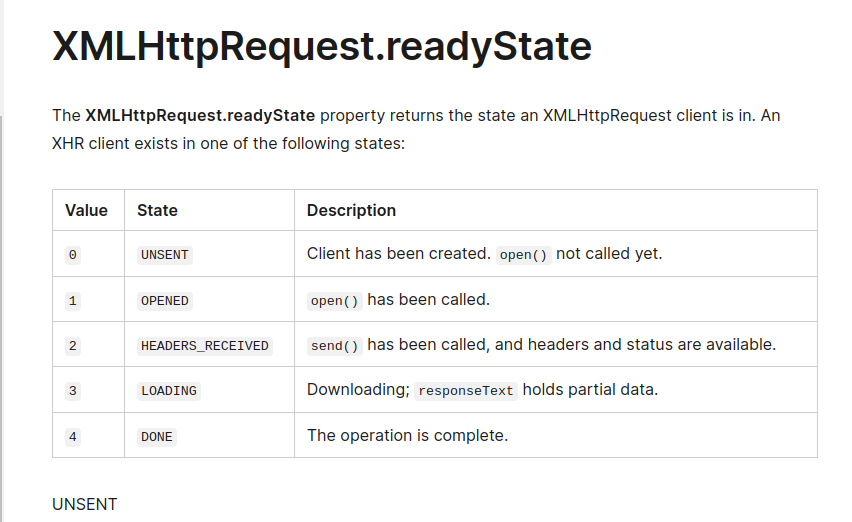 XMLHttpRequest.readyState
The XMLHttpRequest.readyState property returns the state an XMLHttpRequest client is in. An
XHR client exists in one of the following states:
Value State Description
0 UNSENT Client has been created. open() not called yet.
1 OPENED open() has been called.
2 HEADERS_RECEIVED send() has been called, and headers and status are available.
3 LOADING Downloading; responseText holds partial data.
4 DONE The operation is complete.
UNSENT